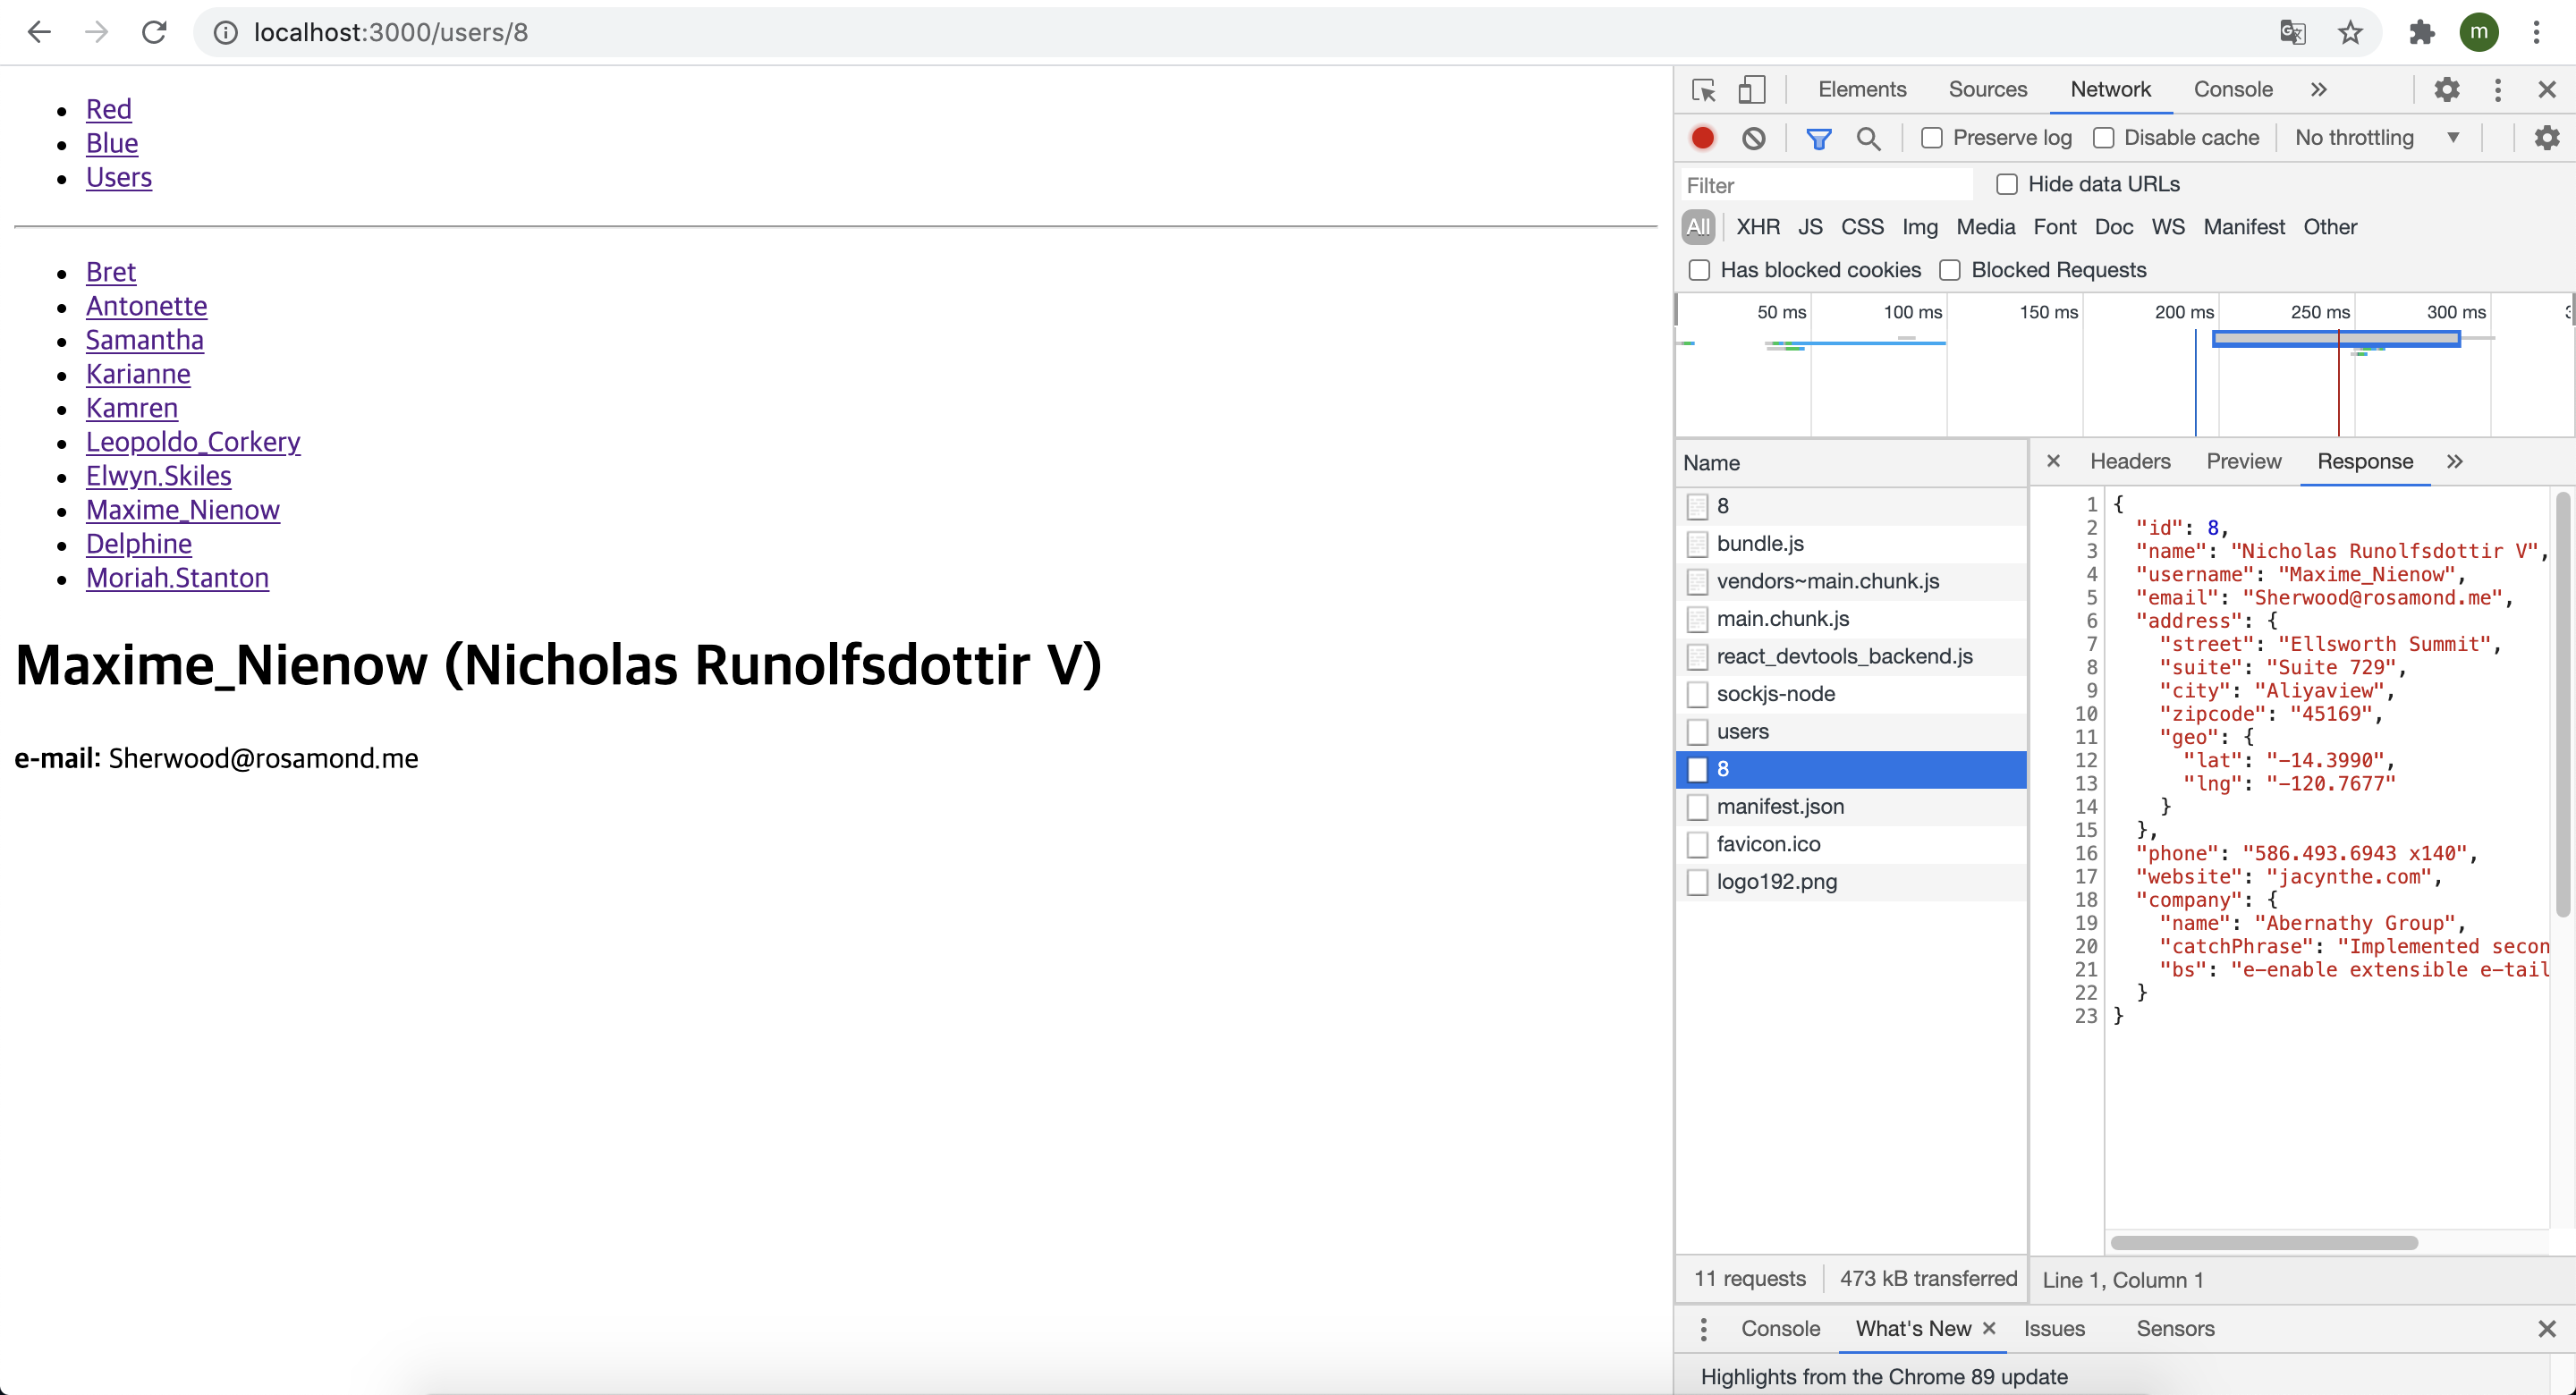 localhost:3000/users/8
m
Red
Blue
Users
Bret
Antonette
Samantha
Karianne
Kamren
Leopoldo_Corkery
Elwyn.Skiles
Maxime_Nienow
Delphine
Moriah.Stanton
Maxime_Nienow (Nicholas Runolfsdottir V)
e-mail: Sherwood@rosamond.me
Elements Sources Network Console »
Preserve log Disable cache No throttling
Filter Hide data URLs
All XHR JS CSS Img Media Font Doc WS Manifest Other
Has blocked cookies Blocked Requests
50 ms 100 ms 150 ms 200 ms 250 ms 300 ms
Name
8
bundle.js
vendors~main.chunk.js
main.chunk.js
react_devtools_backend.js
sockjs-node
users
8
manifest.json
favicon.ico
logo192.png
11 requests 473 kB transferred
Headers Preview Response »
1 {
2 "id": 8,
3 "name": "Nicholas Runolfsdottir V",
4 "username": "Maxime_Nienow",
5 "email": "Sherwood@rosamond.me",
6 "address": {
7 "street": "Ellsworth Summit",
8 "suite": "Suite 729",
9 "city": "Aliyaview",
10 "zipcode": "45169",
11 "geo": {
12 "lat": "-14.3990",
13 "lng": "-120.7677"
14 }
15 },
16 "phone": "586.493.6943 x140",
17 "website": "jacynthe.com",
18 "company": {
19 "name": "Abernathy Group",
20 "catchPhrase": "Implemented secon
21 "bs": "e-enable extensible e-tail
22 }
23 }
Line 1, Column 1
Console What's New Issues Sensors
Highlights from the Chrome 89 update